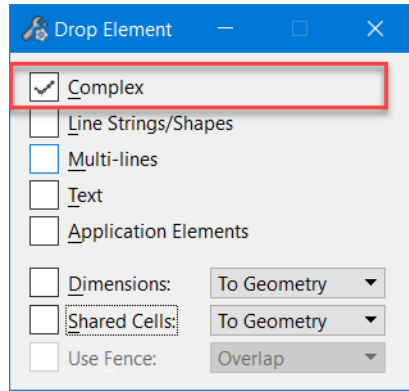 Drop Element
Complex
Line Strings/Shapes
Multi-lines
Text
Application Elements
Dimensions: To Geometry
Shared Cells: To Geometry
Use Fence: Overlap